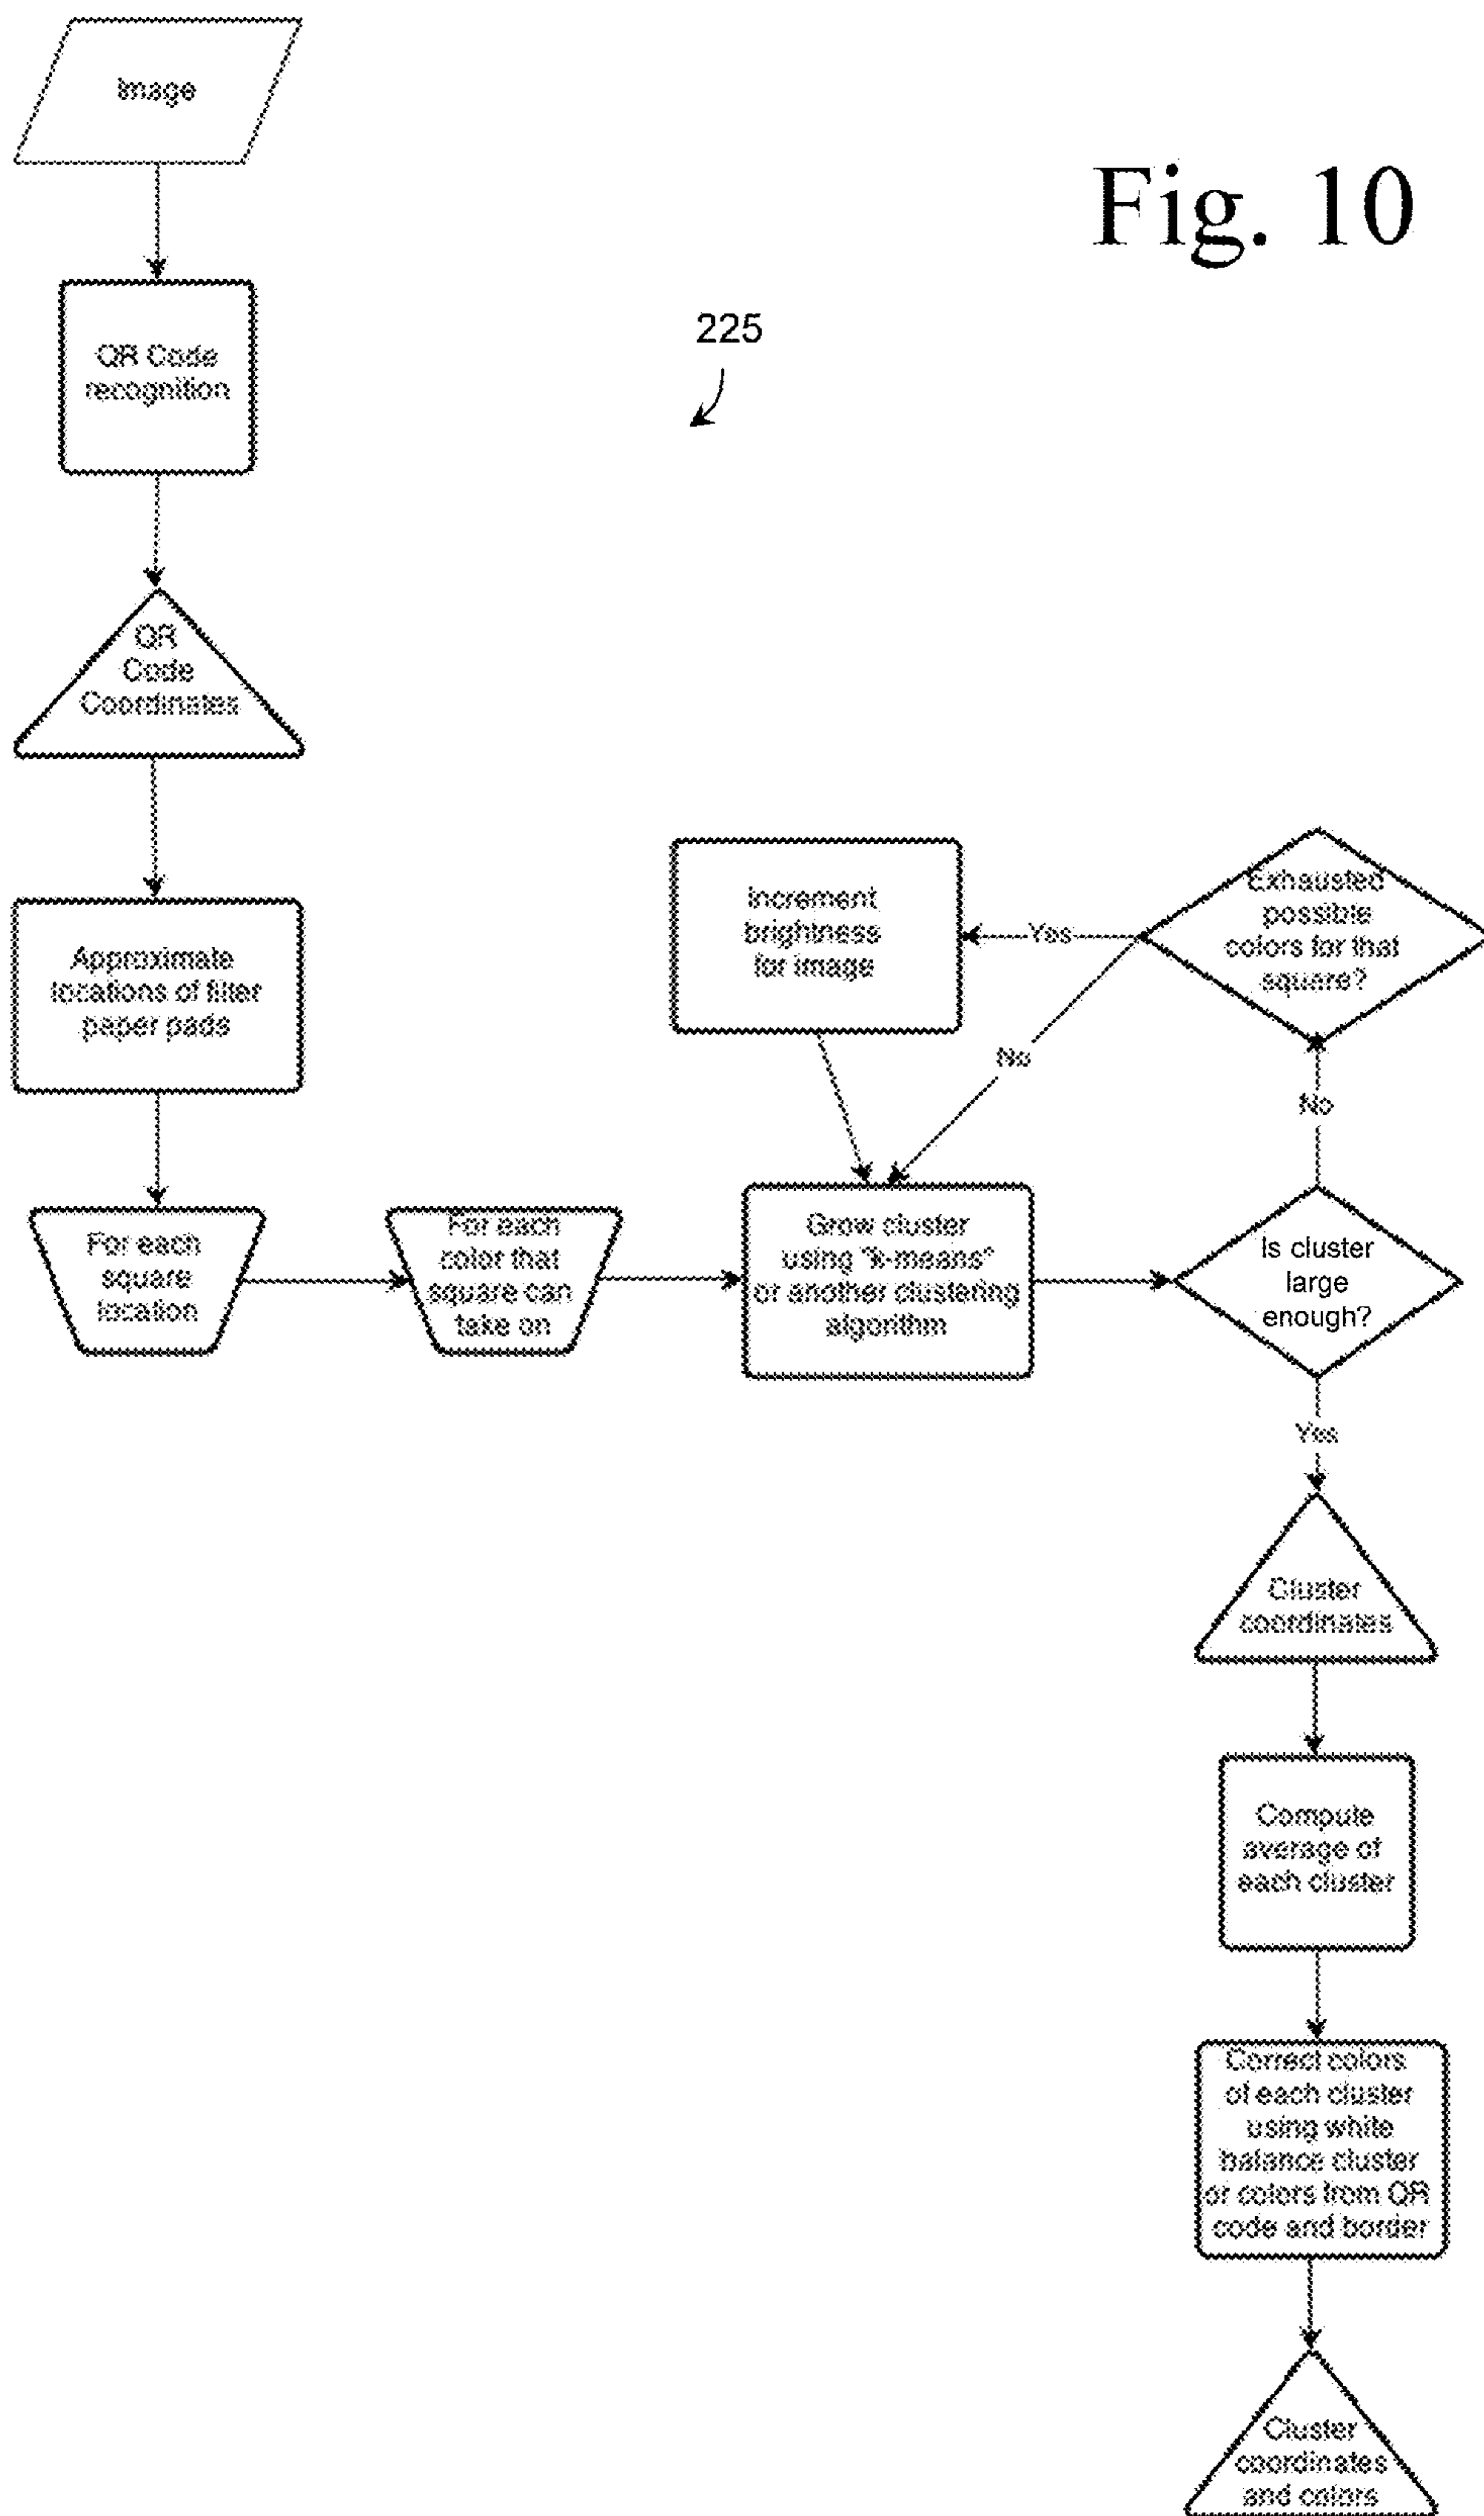 Image
Fig. 10
225
QR Code
recognition
QR
Code
Coordinates
Approximate
locations of filter
paper pads
For each
square
location
For each
color that
square can
take on
Increment
brightness
for image
Yes
Exhausted
possible
colors for that
square?
No
No
Grow cluster
using "k-means"
or another clustering
algorithm
Is cluster
large
enough?
Yes
Cluster
coordinates
Compute
average of
each cluster
Correct colors
of each cluster
using white
balance cluster
or colors from QR
code and border
Cluster
coordinates
and colors